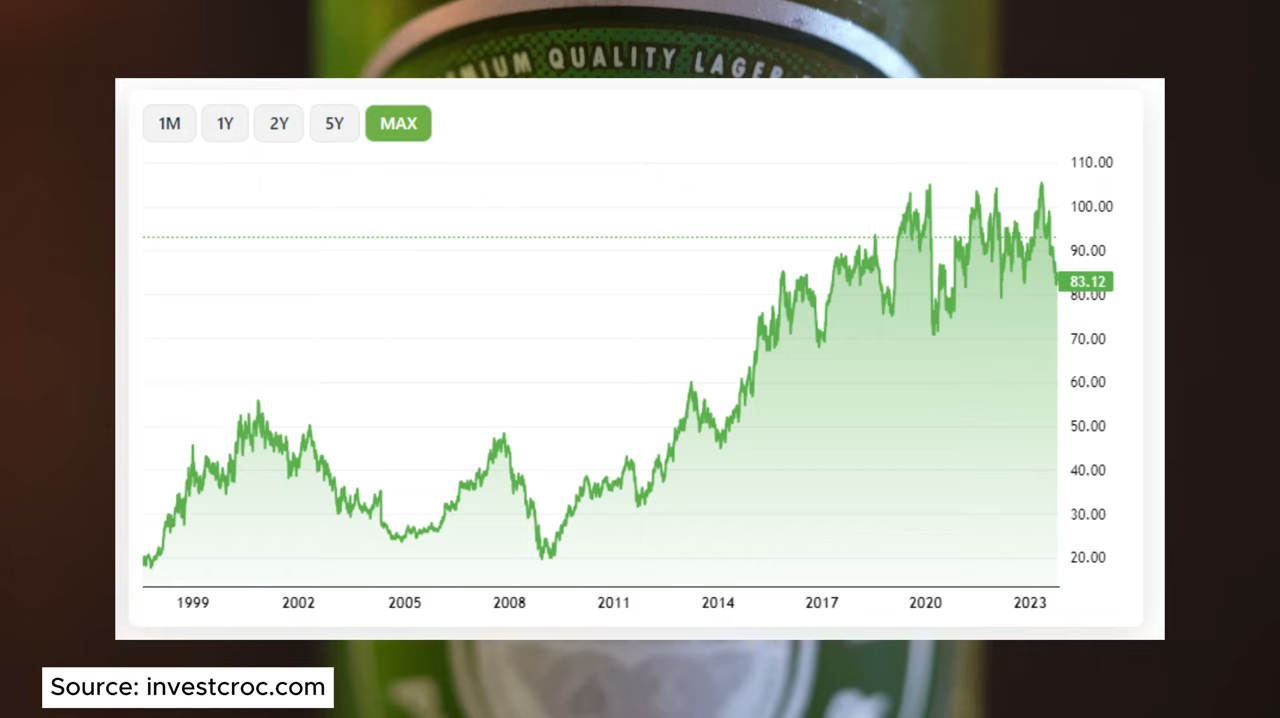 QUALITY LAGER
1M 1Y 2Y 5Y MAX
110.00
100.00
90.00
83.12
80.00
70.00
60.00
50.00
40.00
30.00
20.00
1999 2002 2005 2008 2011 2014 2017 2020 2023
Source: investcroc.com